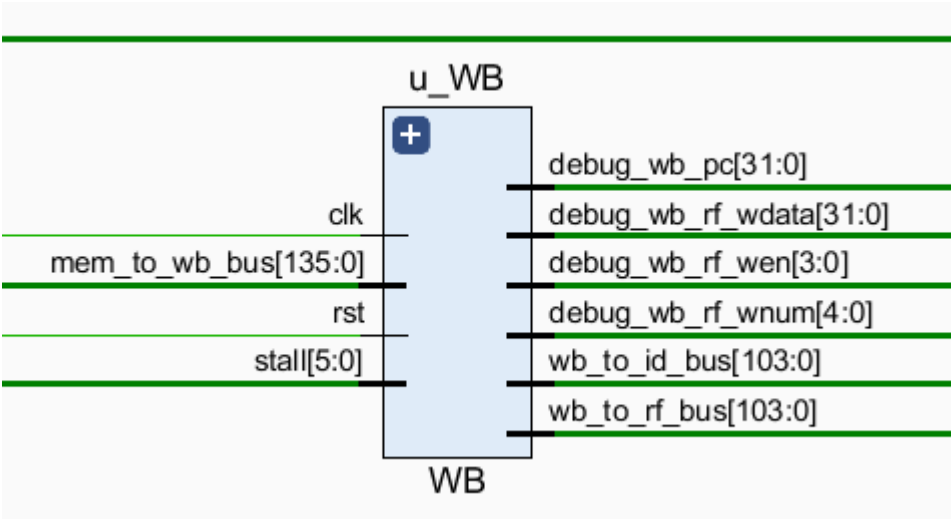 u_WB
clk
mem_to_wb_bus[135:0]
rst
stall[5:0]
debug_wb_pc[31:0]
debug_wb_rf_wdata[31:0]
debug_wb_rf_wen[3:0]
debug_wb_rf_wnum[4:0]
wb_to_id_bus[103:0]
wb_to_rf_bus[103:0]
WB